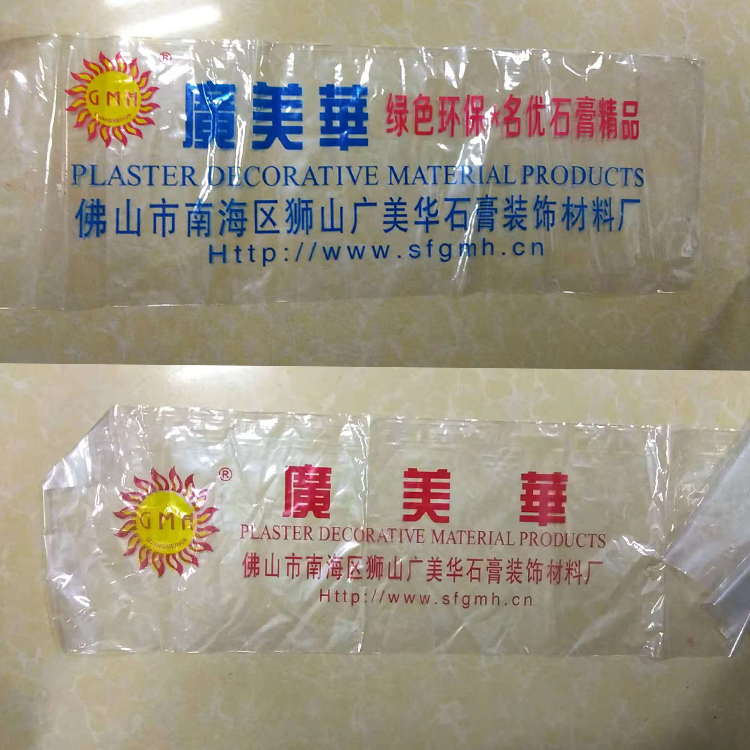 GMH
®
廣美華 绿色环保*名优石膏精品
PLASTER DECORATIVE MATERIAL PRODUCTS
佛山市南海区狮山广美华石膏装饰材料厂
Http://www.sfgmh.cn
GMH
®
廣美華
PLASTER DECORATIVE MATERIAL PRODUCTS
佛山市南海区狮山广美华石膏装饰材料厂
Http://www.sfgmh.cn